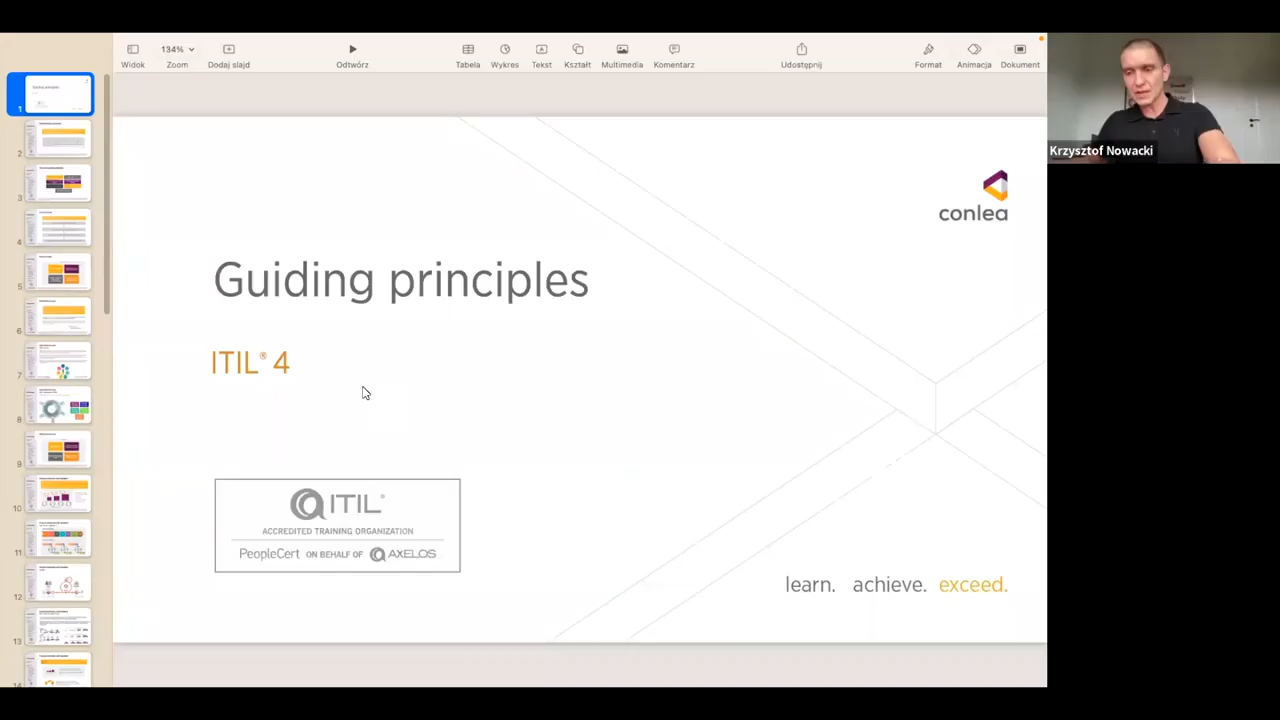 134%
Widok
Zoom
Dodaj slajd
Odtwórz
Tabela
Wykres
Tekst
Kształt
Multimedia
Komentarz
Udostępnij
Format
Animacja
Dokument
Krzysztof Nowacki
1
2
3
4
5
6
7
8
9
10
11
12
13
14
conlea
Guiding principles
ITIL® 4
ITIL®
ACCREDITED TRAINING ORGANIZATION
PeopleCert ON BEHALF OF AXELOS
learn. achieve. exceed.